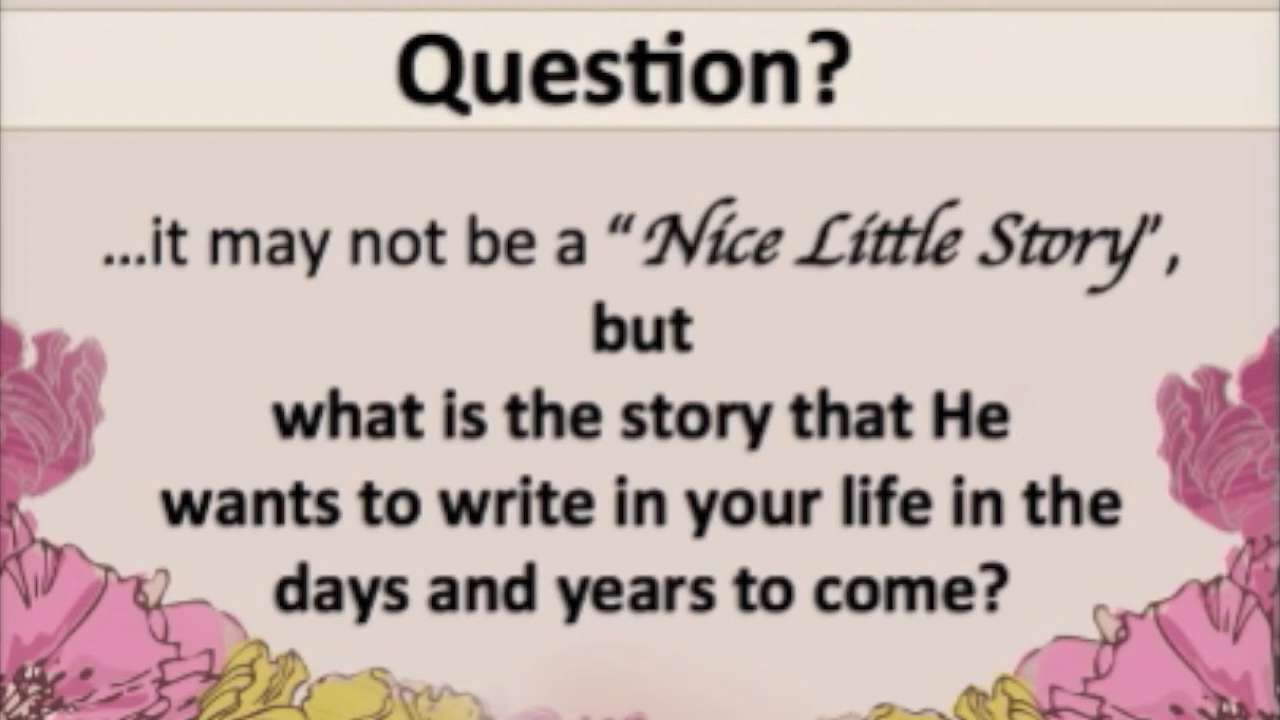 Question?
...it may not be a “Nice Little Story”,
but
what is the story that He
wants to write in your life in the
days and years to come?